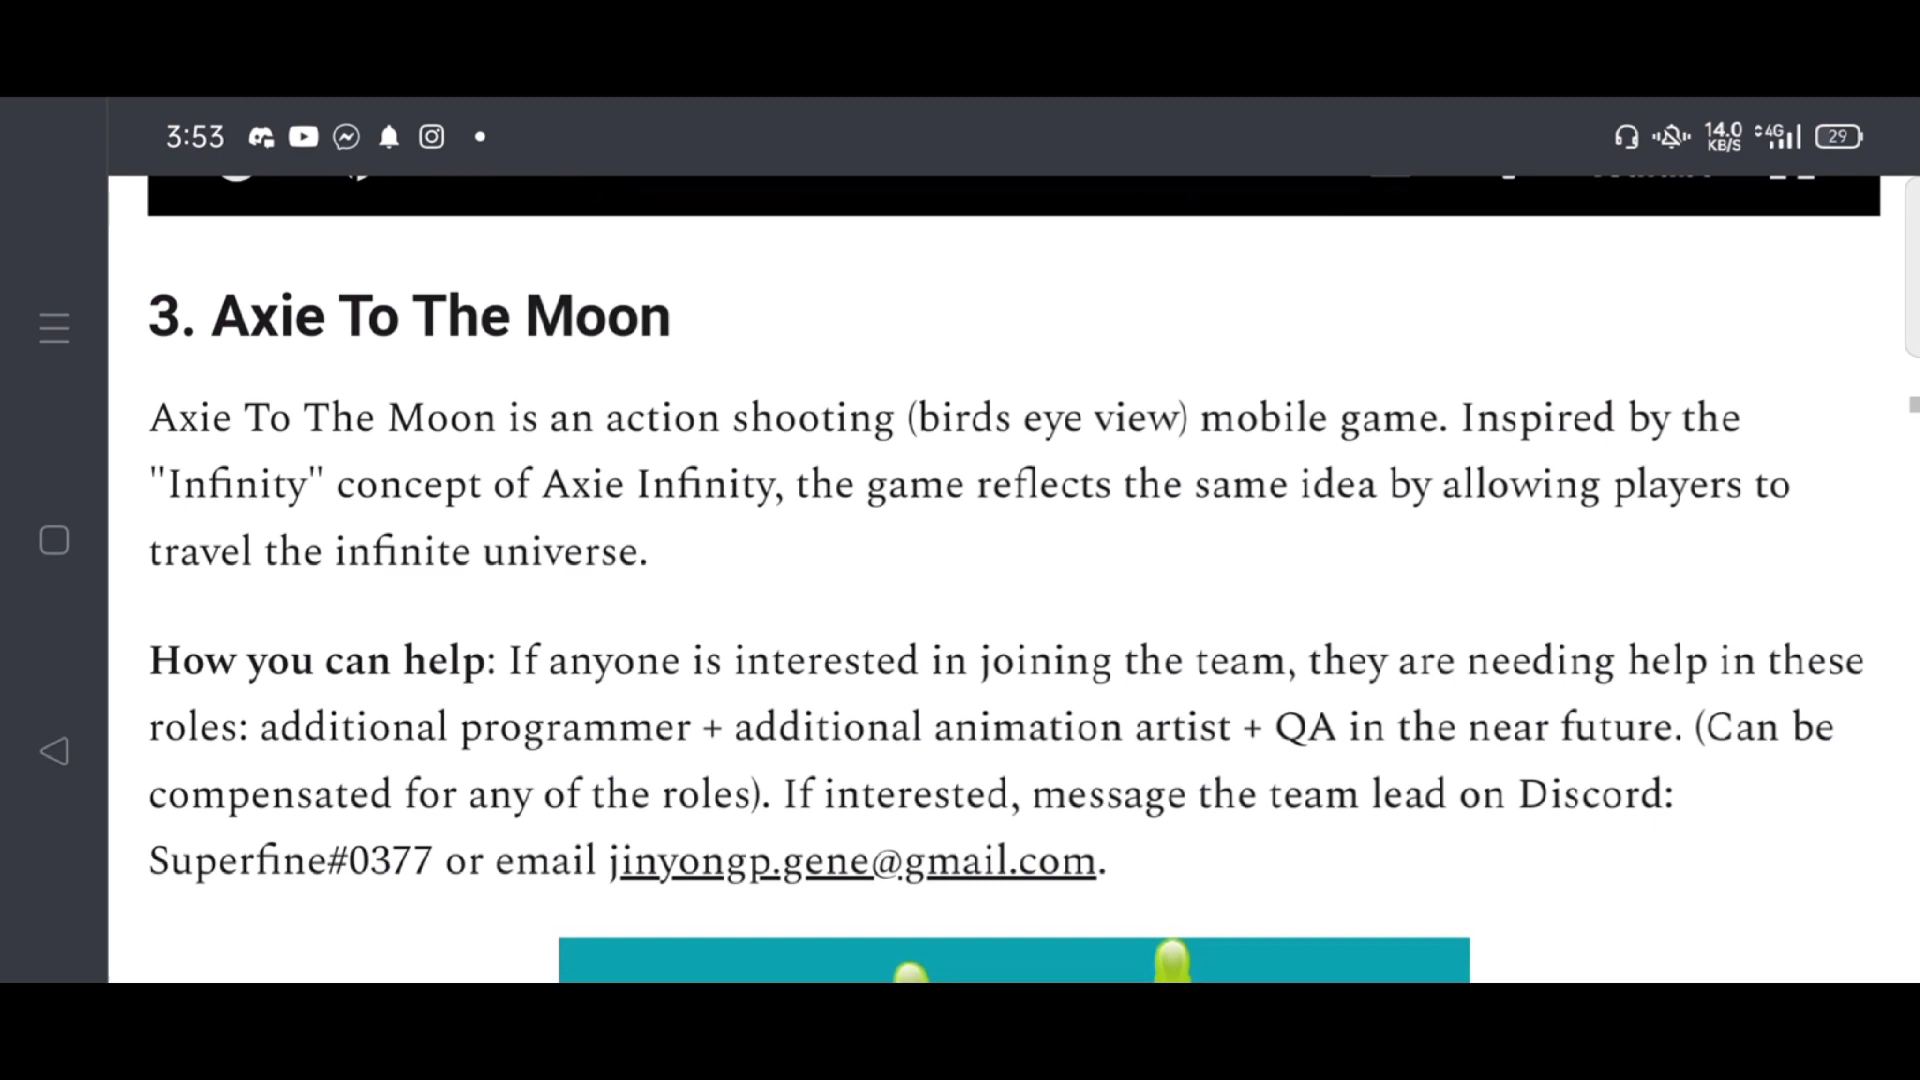 3:53
14.0
KB/S
4G
29
3. Axie To The Moon
Axie To The Moon is an action shooting (birds eye view) mobile game. Inspired by the
"Infinity" concept of Axie Infinity, the game reflects the same idea by allowing players to
travel the infinite universe.
How you can help: If anyone is interested in joining the team, they are needing help in these
roles: additional programmer + additional animation artist + QA in the near future. (Can be
compensated for any of the roles). If interested, message the team lead on Discord:
Superfine#0377 or email jinyongp.gene@gmail.com.